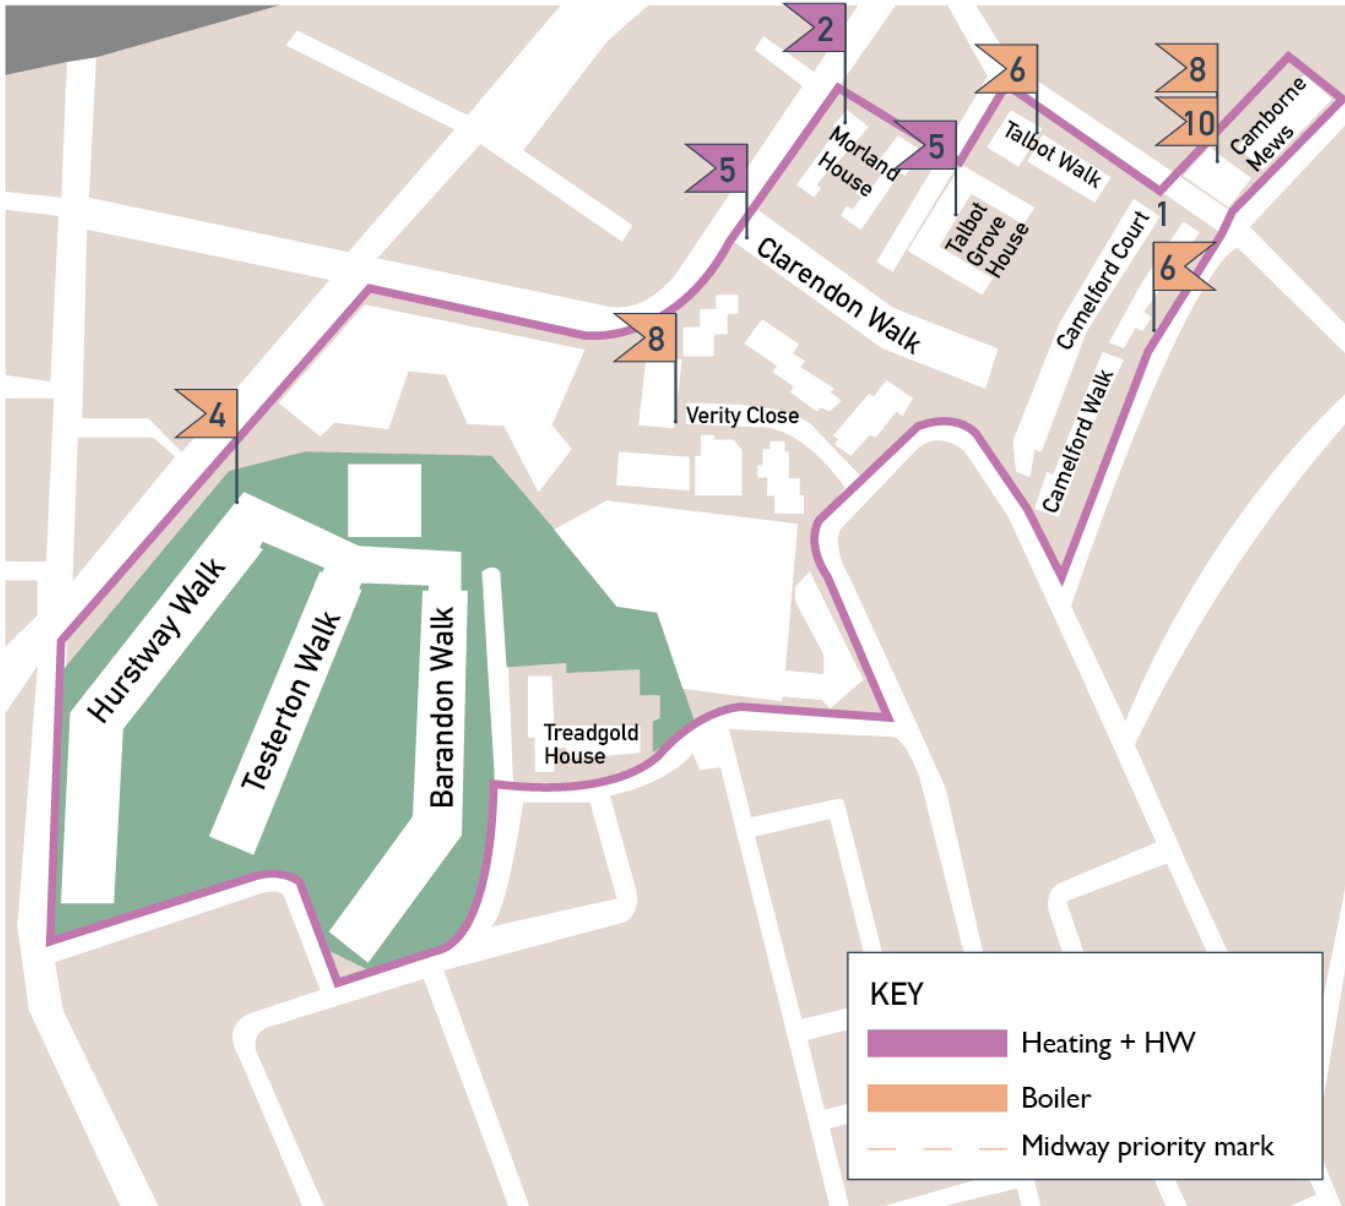 2
6
8
10
5
5
Camborne
Mews
Morland
House
Talbot Walk
Talbot
Grove
House
1
Camelford Court
6
Clarendon Walk
8
Camelford Walk
4
Verity Close
Hurstway Walk
Testerton Walk
Barandon Walk
Treadgold
House
KEY
Heating + HW
Boiler
Midway priority mark